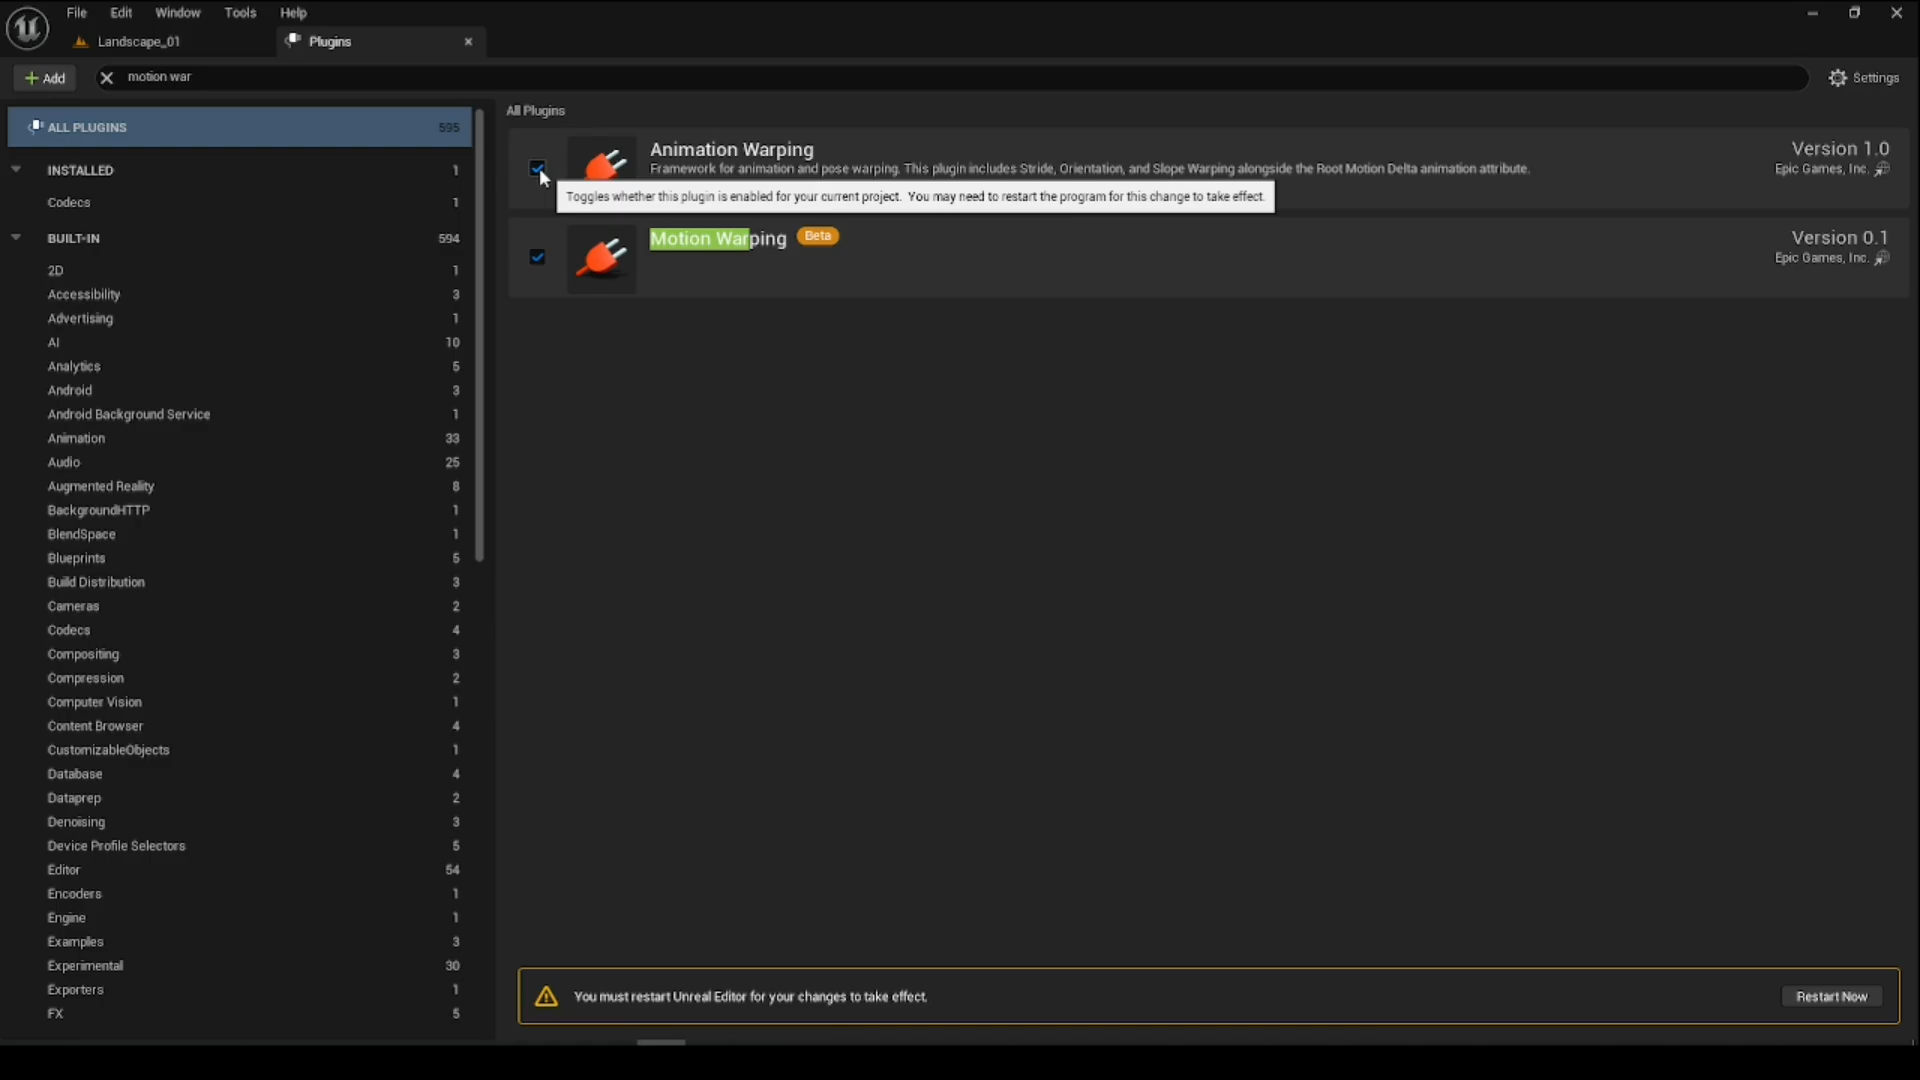 File Edit Window Tools Help
Landscape_01 Plugins
Add motion war Settings
ALL PLUGINS 595
INSTALLED 1
Codecs 1
BUILT-IN 594
2D 1
Accessibility 3
Advertising 1
AI 10
Analytics 5
Android 3
Android Background Service 1
Animation 33
Audio 25
Augmented Reality 8
BackgroundHTTP 1
BlendSpace 1
Blueprints 5
Build Distribution 3
Cameras 2
Codecs 4
Compositing 3
Compression 2
Computer Vision 1
Content Browser 4
CustomizableObjects 1
Database 4
Dataprep 2
Denoising 3
Device Profile Selectors 5
Editor 54
Encoders 1
Engine 1
Examples 3
Experimental 30
Exporters 1
FX 5
All Plugins
Animation Warping Version 1.0
Framework for animation and pose warping. This plugin includes Stride, Orientation, and Slope Warping alongside the Root Motion Delta animation attribute. Epic Games, Inc.
Toggles whether this plugin is enabled for your current project. You may need to restart the program for this change to take effect.
Motion Warping Beta Version 0.1
Epic Games, Inc.
You must restart Unreal Editor for your changes to take effect. Restart Now